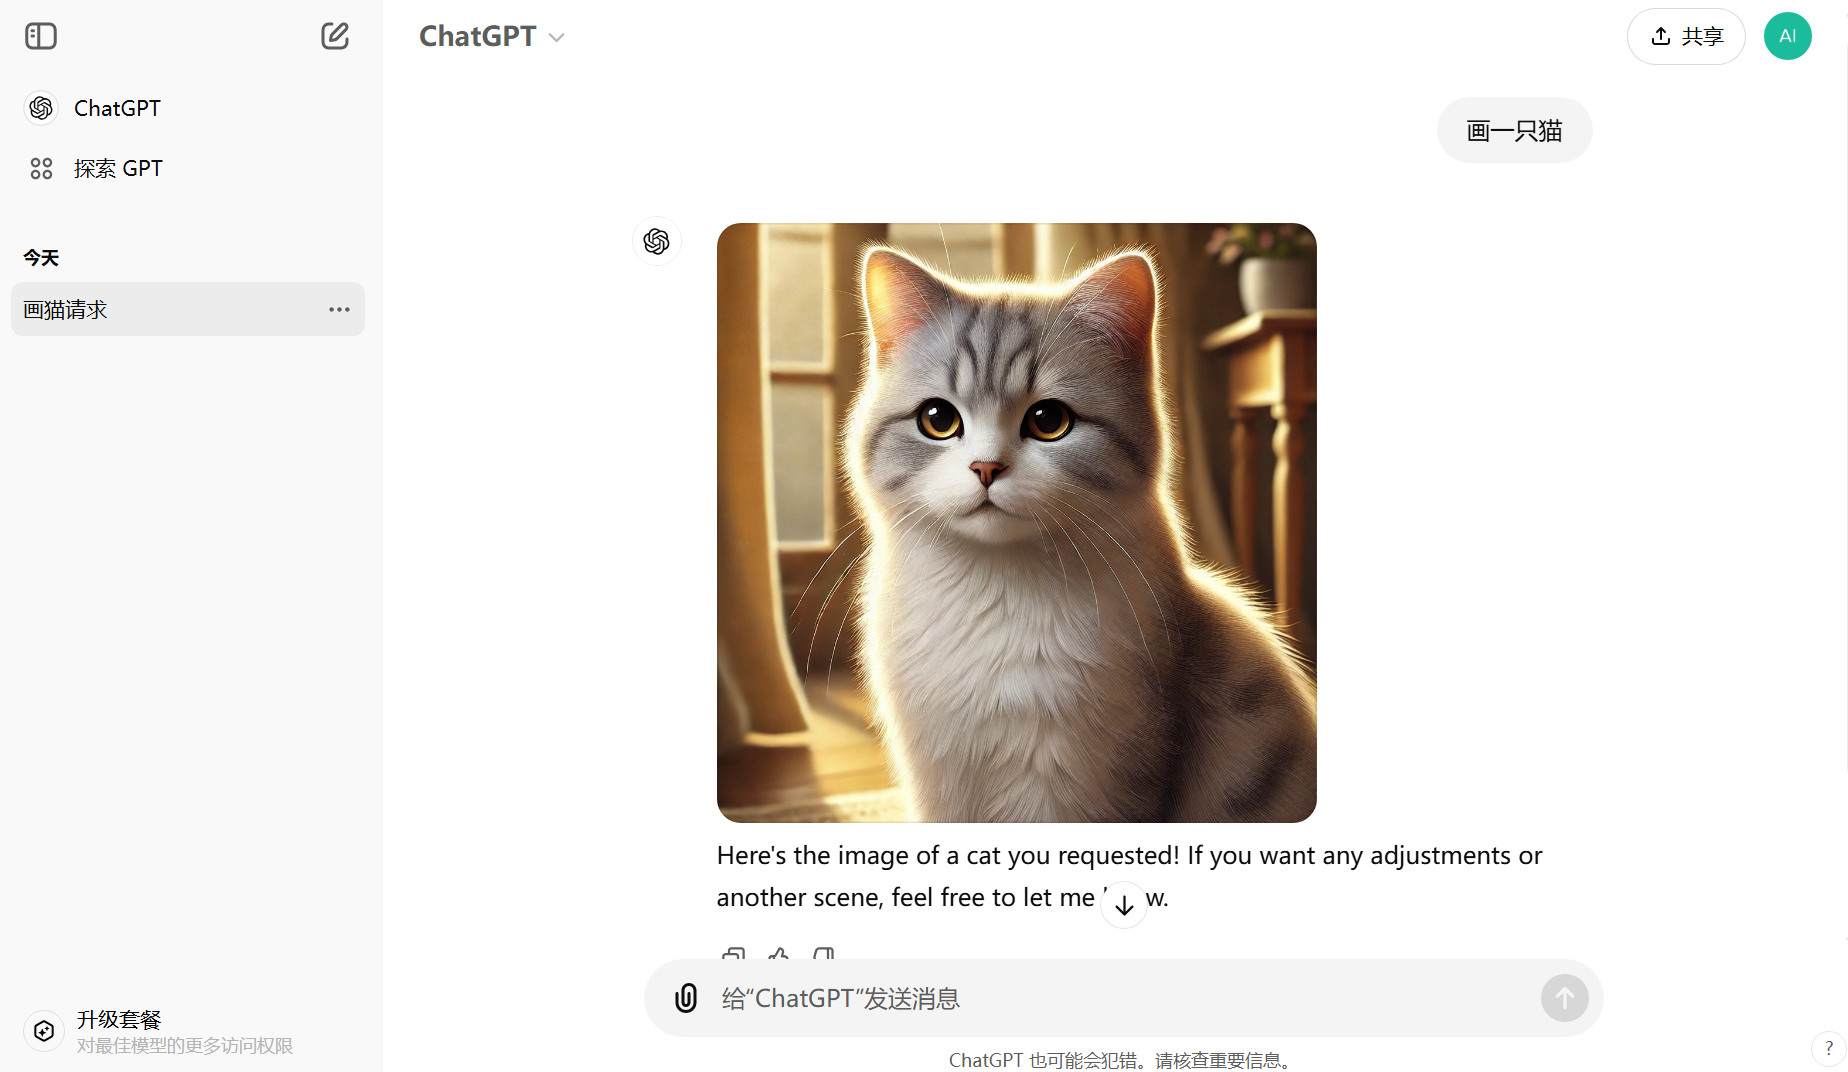 ChatGPT
共享
AI
ChatGPT
探索 GPT
今天
画猫请求
画一只猫
Here's the image of a cat you requested! If you want any adjustments or
another scene, feel free to let me
给“ChatGPT”发送消息
升级套餐
对最佳模型的更多访问权限
ChatGPT 也可能会犯错。请核查重要信息。
?